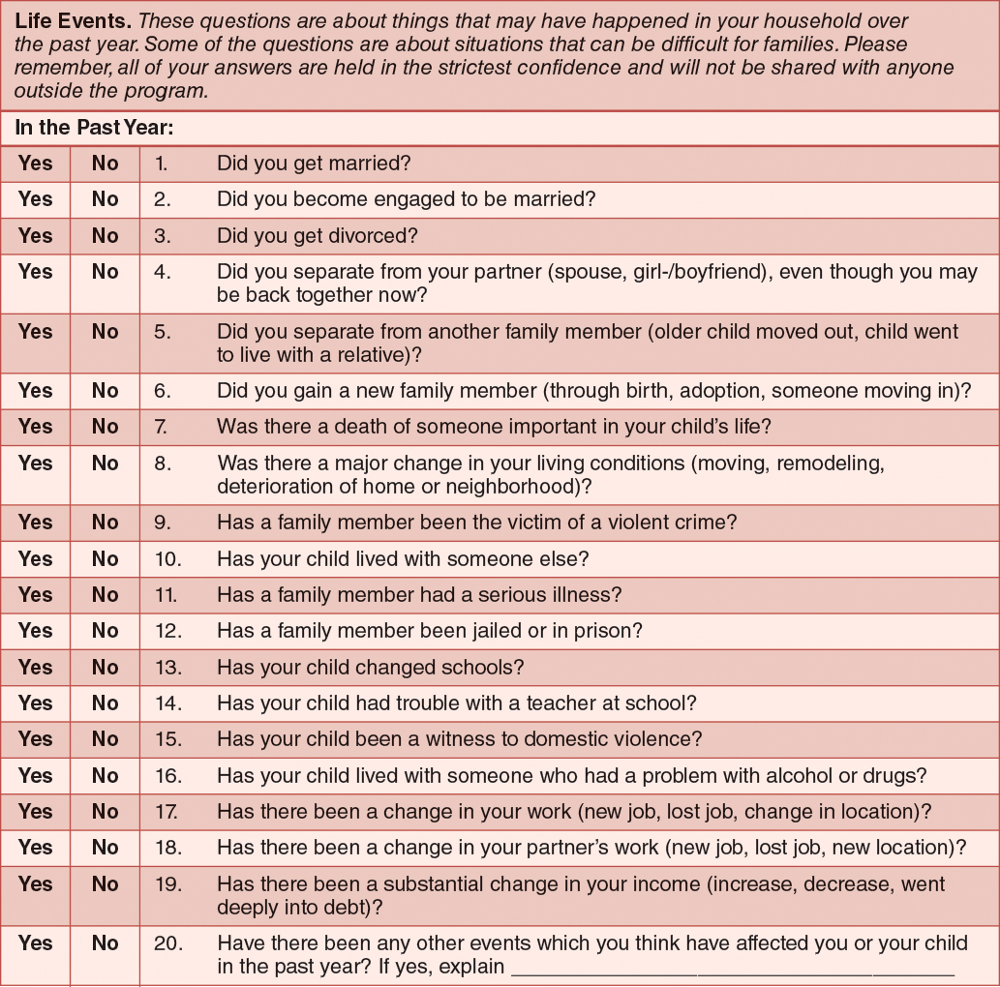 Life Events. These questions are about things that may have happened in your household over
the past year. Some of the questions are about situations that can be difficult for families. Please
remember, all of your answers are held in the strictest confidence and will not be shared with anyone
outside the program.
In the Past Year:
Yes No 1. Did you get married?
Yes No 2. Did you become engaged to be married?
Yes No 3. Did you get divorced?
Yes No 4. Did you separate from your partner (spouse, girl-/boyfriend), even though you may
be back together now?
Yes No 5. Did you separate from another family member (older child moved out, child went
to live with a relative)?
Yes No 6. Did you gain a new family member (through birth, adoption, someone moving in)?
Yes No 7. Was there a death of someone important in your child's life?
Yes No 8. Was there a major change in your living conditions (moving, remodeling,
deterioration of home or neighborhood)?
Yes No 9. Has a family member been the victim of a violent crime?
Yes No 10. Has your child lived with someone else?
Yes No 11. Has a family member had a serious illness?
Yes No 12. Has a family member been jailed or in prison?
Yes No 13. Has your child changed schools?
Yes No 14. Has your child had trouble with a teacher at school?
Yes No 15. Has your child been a witness to domestic violence?
Yes No 16. Has your child lived with someone who had a problem with alcohol or drugs?
Yes No 17. Has there been a change in your work (new job, lost job, change in location)?
Yes No 18. Has there been a change in your partner's work (new job, lost job, new location)?
Yes No 19. Has there been a substantial change in your income (increase, decrease, went
deeply into debt)?
Yes No 20. Have there been any other events which you think have affected you or your child
in the past year? If yes, explain ______________________________________